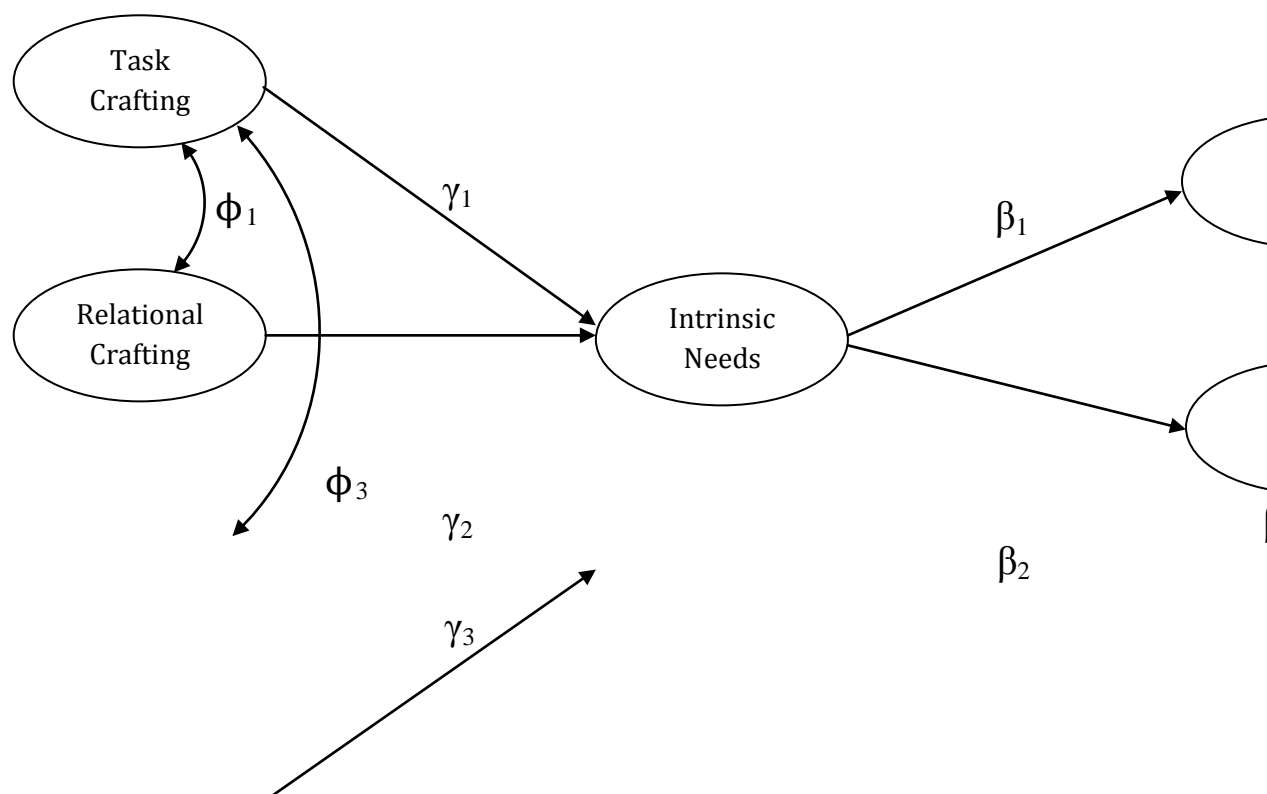 Task
Crafting
γ1
ϕ1
β1
Relational
Crafting
Intrinsic
Needs
ϕ3
γ2
β2
γ3